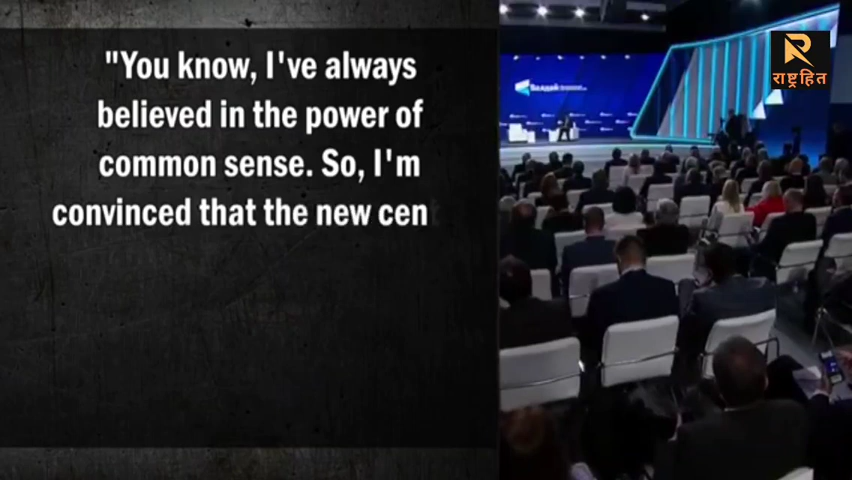 "You know, I've always
believed in the power of
common sense. So, I'm
convinced that the new cen
राष्ट्रहित